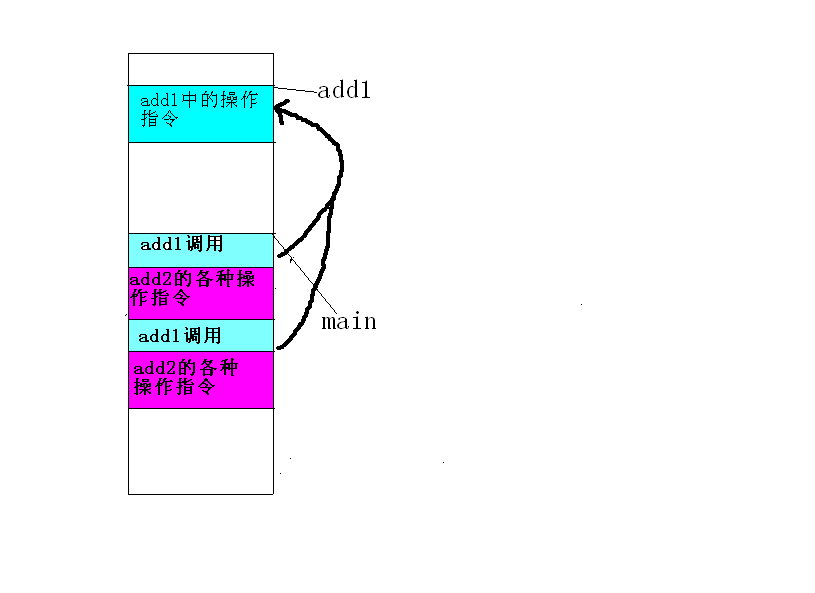 add1中的操作
指令
add1
add1调用
add2的各种操
作指令
main
add1调用
add2的各种
操作指令